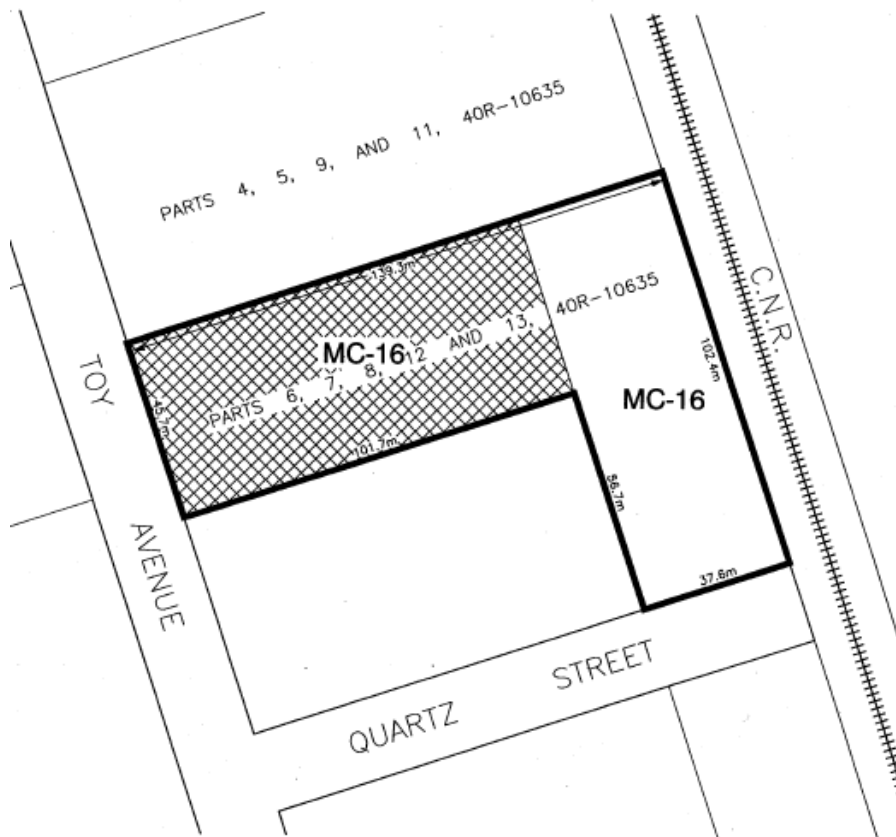 PARTS 4, 5, 9, AND 11, 40R-10635
139.3m
C.N.R.
PARTS 6, 7, 8, 12 AND 13, 40R-10635
MC-16
TOY
45.7m
102.4m
MC-16
101.7m
56.7m
AVENUE
37.6m
QUARTZ STREET